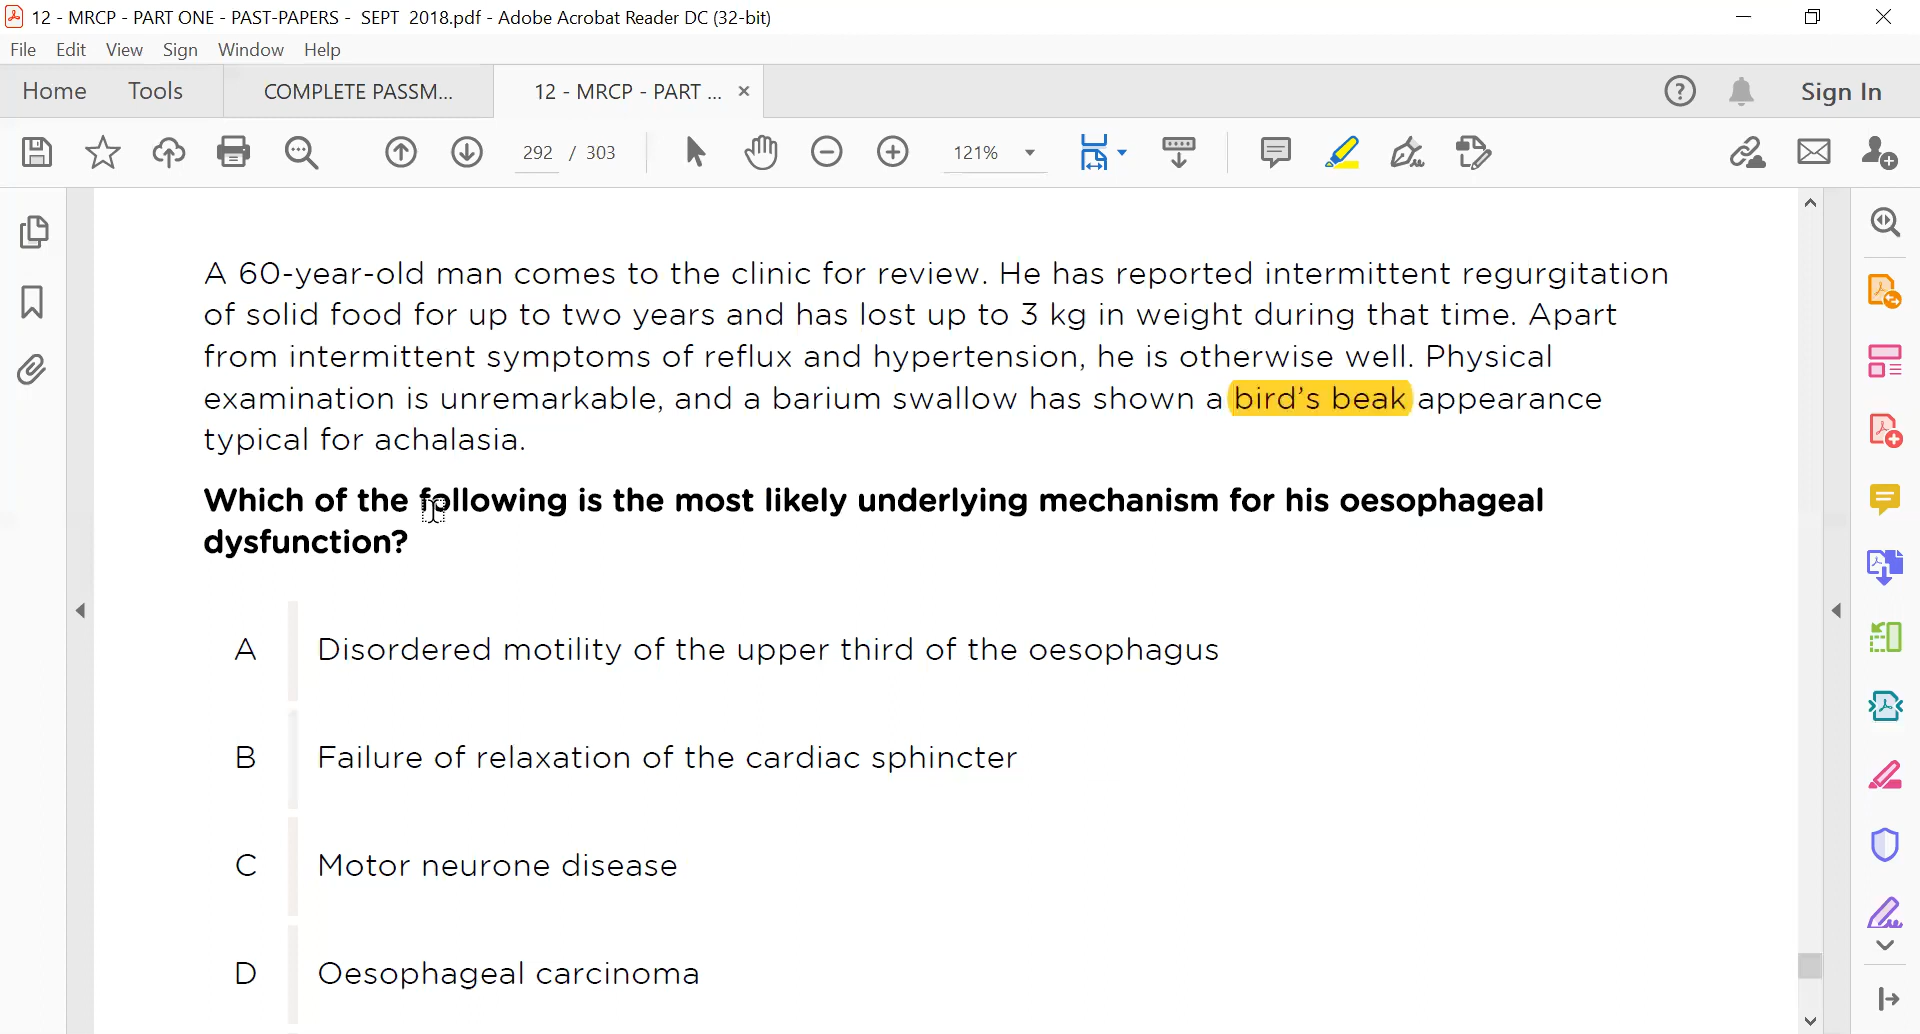 12 - MRCP - PART ONE - PAST-PAPERS - SEPT 2018.pdf - Adobe Acrobat Reader DC (32-bit)
File Edit View Sign Window Help
Home Tools COMPLETE PASSM... 12 - MRCP - PART ... × Sign In
292 / 303 121%
A 60-year-old man comes to the clinic for review. He has reported intermittent regurgitation
of solid food for up to two years and has lost up to 3 kg in weight during that time. Apart
from intermittent symptoms of reflux and hypertension, he is otherwise well. Physical
examination is unremarkable, and a barium swallow has shown a bird’s beak appearance
typical for achalasia.
Which of the following is the most likely underlying mechanism for his oesophageal
dysfunction?
A Disordered motility of the upper third of the oesophagus
B Failure of relaxation of the cardiac sphincter
C Motor neurone disease
D Oesophageal carcinoma